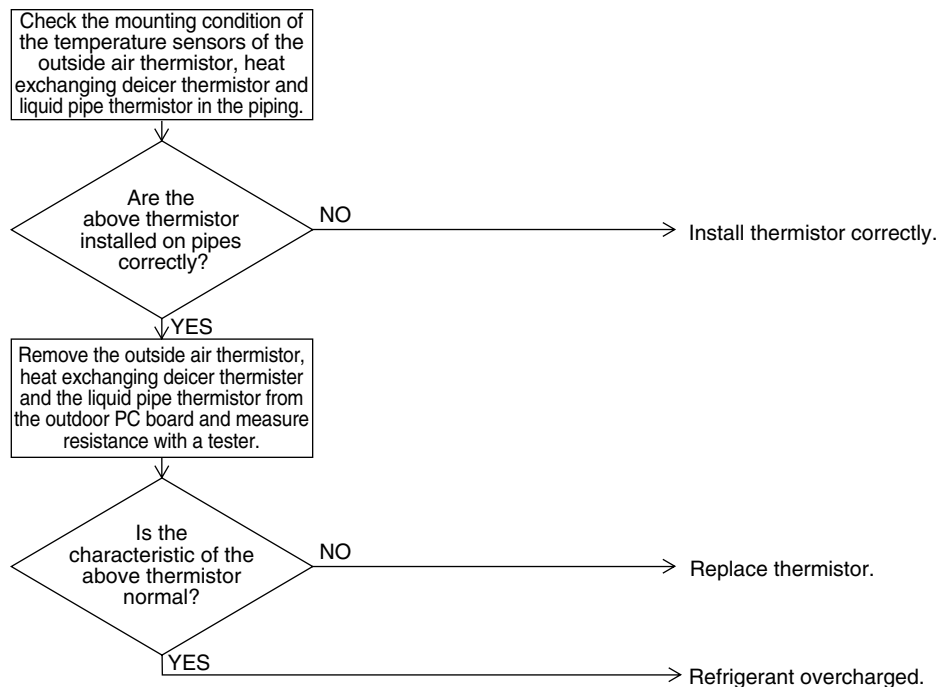 Check the mounting condition of
the temperature sensors of the
outside air thermistor, heat
exchanging deicer thermistor and
liquid pipe thermistor in the piping.
Are the
above thermistor
installed on pipes
correctly?
NO
Install thermistor correctly.
YES
Remove the outside air thermistor,
heat exchanging deicer thermister
and the liquid pipe thermistor from
the outdoor PC board and measure
resistance with a tester.
Is the
characteristic of the
above thermistor
normal?
NO
Replace thermistor.
YES
Refrigerant overcharged.